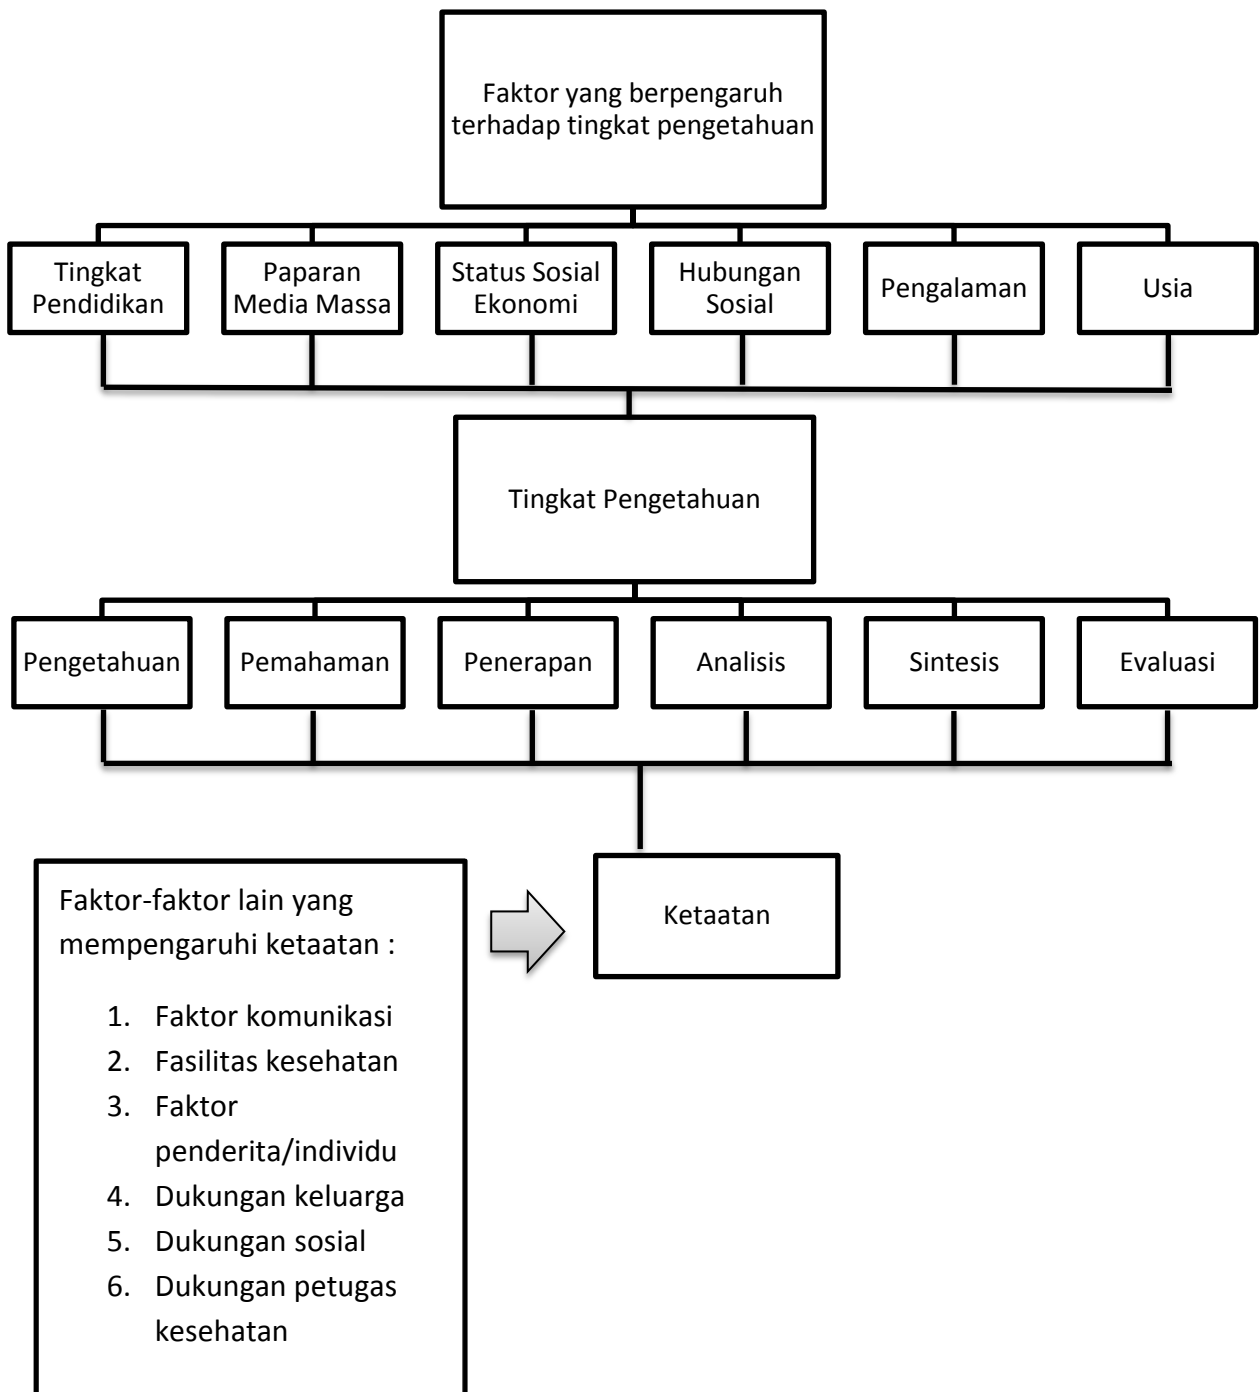 Faktor yang berpengaruh
terhadap tingkat pengetahuan
Tingkat
Pendidikan
Paparan
Media Massa
Status Sosial
Ekonomi
Hubungan
Sosial
Pengalaman
Usia
Tingkat Pengetahuan
Pengetahuan
Pemahaman
Penerapan
Analisis
Sintesis
Evaluasi
Ketaatan
Faktor-faktor lain yang
mempengaruhi ketaatan :
1. Faktor komunikasi
2. Fasilitas kesehatan
3. Faktor
penderita/individu
4. Dukungan keluarga
5. Dukungan sosial
6. Dukungan petugas
kesehatan